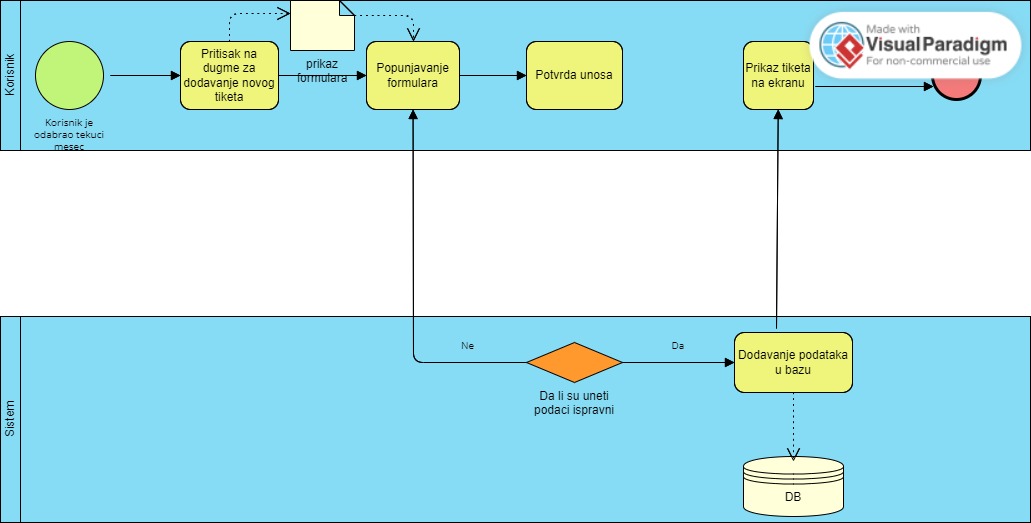 Korisnik
Korisnik je
odabrao tekuci
mesec
Pritisak na
dugme za
dodavanje novog
tiketa
prikaz
formulara
Popunjavanje
formulara
Potvrda unosa
Prikaz tiketa
na ekranu
Made with
VisualParadigm
For non-commercial use
Sistem
Ne
Da
Da li su uneti
podaci ispravni
Dodavanje podataka
u bazu
DB